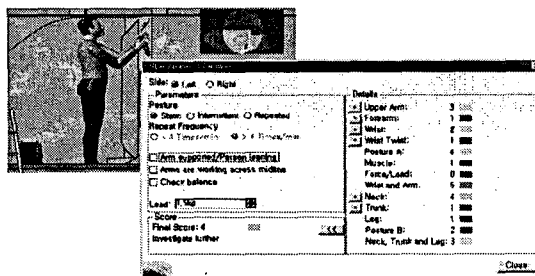 Side: Left Right
Parameters
Posture
Static Intermittent Repeated
Repeat Frequency
< 4 Times/min > 4 Times/min
Arm supported/Person leaning
Arms are working across midline
Check balance
Load:
Score
Final Score: 4
Investigate further
<<
Details
Upper Arm: 3
Forearm: 1
Wrist: 2
Wrist Twist: 1
Posture A:
Muscle: 1
Force/Load: 0
Wrist and Arm: 5
Neck: 4
Trunk: 1
Leg: 1
Posture B: 2
Neck, Trunk and Leg: 3
Close